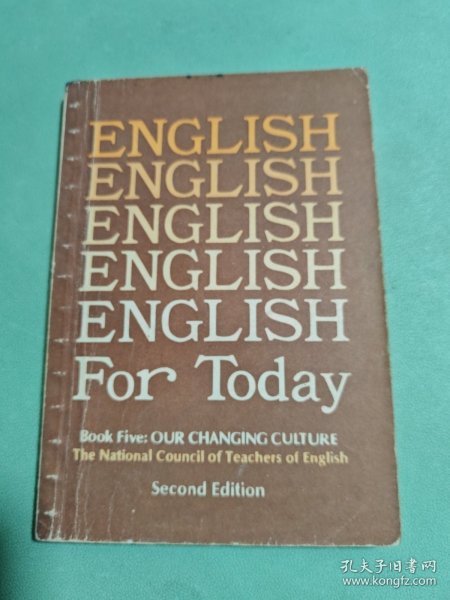 ENGLISH
ENGLISH
ENGLISH
ENGLISH
ENGLISH
For Today
Book Five: OUR CHANGING CULTURE
The National Council of Teachers of English
Second Edition
孔夫子旧书网
www.kongfz.com